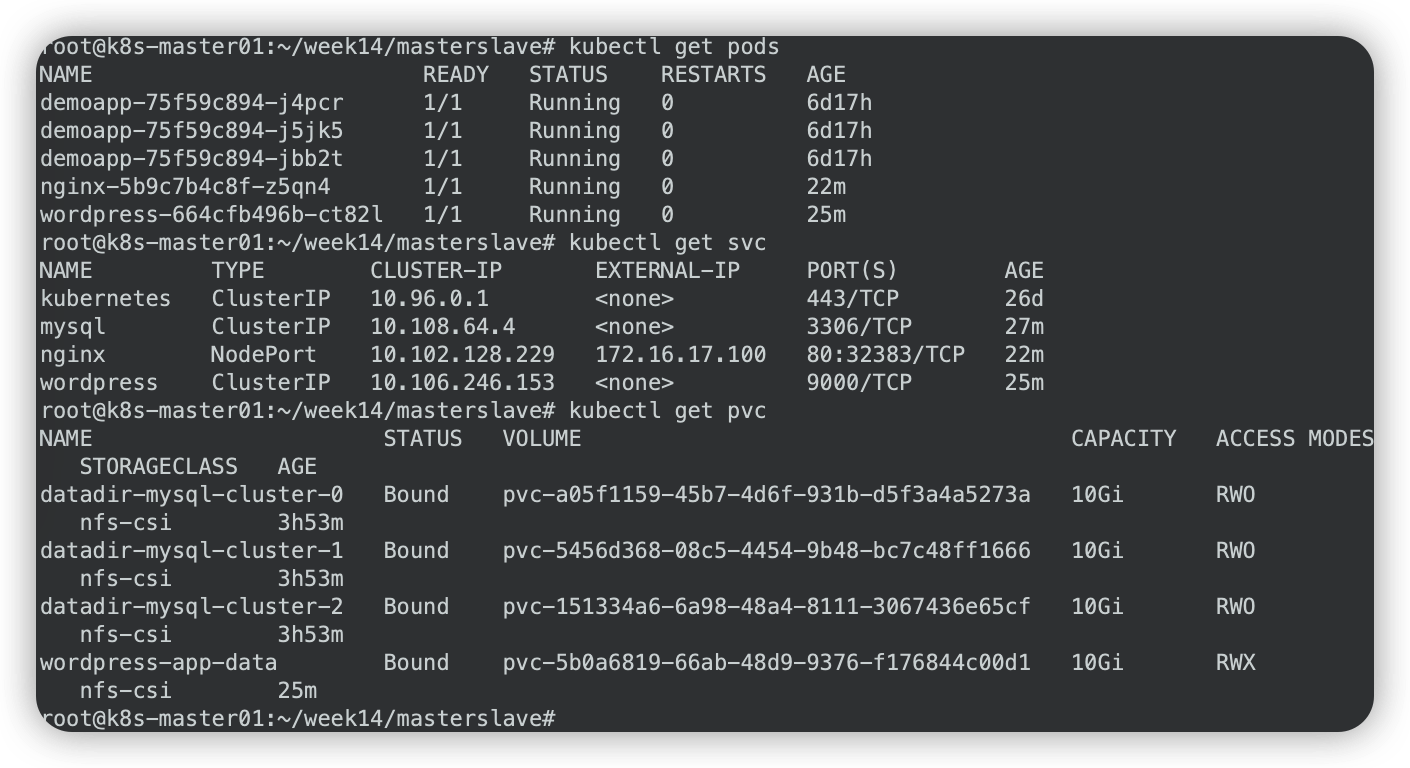 root@k8s-master01:~/week14/masterslave# kubectl get pods
NAME                         READY   STATUS    RESTARTS   AGE
demoapp-75f59c894-j4pcr      1/1     Running   0          6d17h
demoapp-75f59c894-j5jk5      1/1     Running   0          6d17h
demoapp-75f59c894-jbb2t      1/1     Running   0          6d17h
nginx-5b9c7b4c8f-z5qn4       1/1     Running   0          22m
wordpress-664cfb496b-ct82l   1/1     Running   0          25m
root@k8s-master01:~/week14/masterslave# kubectl get svc
NAME         TYPE        CLUSTER-IP       EXTERNAL-IP     PORT(S)        AGE
kubernetes   ClusterIP   10.96.0.1        <none>          443/TCP        26d
mysql        ClusterIP   10.108.64.4      <none>          3306/TCP       27m
nginx        NodePort    10.102.128.229   172.16.17.100   80:32383/TCP   22m
wordpress    ClusterIP   10.106.246.153   <none>          9000/TCP       25m
root@k8s-master01:~/week14/masterslave# kubectl get pvc
NAME                      STATUS   VOLUME                                     CAPACITY   ACCESS MODES
   STORAGECLASS   AGE
datadir-mysql-cluster-0   Bound    pvc-a05f1159-45b7-4d6f-931b-d5f3a4a5273a   10Gi       RWO
   nfs-csi        3h53m
datadir-mysql-cluster-1   Bound    pvc-5456d368-08c5-4454-9b48-bc7c48ff1666   10Gi       RWO
   nfs-csi        3h53m
datadir-mysql-cluster-2   Bound    pvc-151334a6-6a98-48a4-8111-3067436e65cf   10Gi       RWO
   nfs-csi        3h53m
wordpress-app-data        Bound    pvc-5b0a6819-66ab-48d9-9376-f176844c00d1   10Gi       RWX
   nfs-csi        25m
root@k8s-master01:~/week14/masterslave#